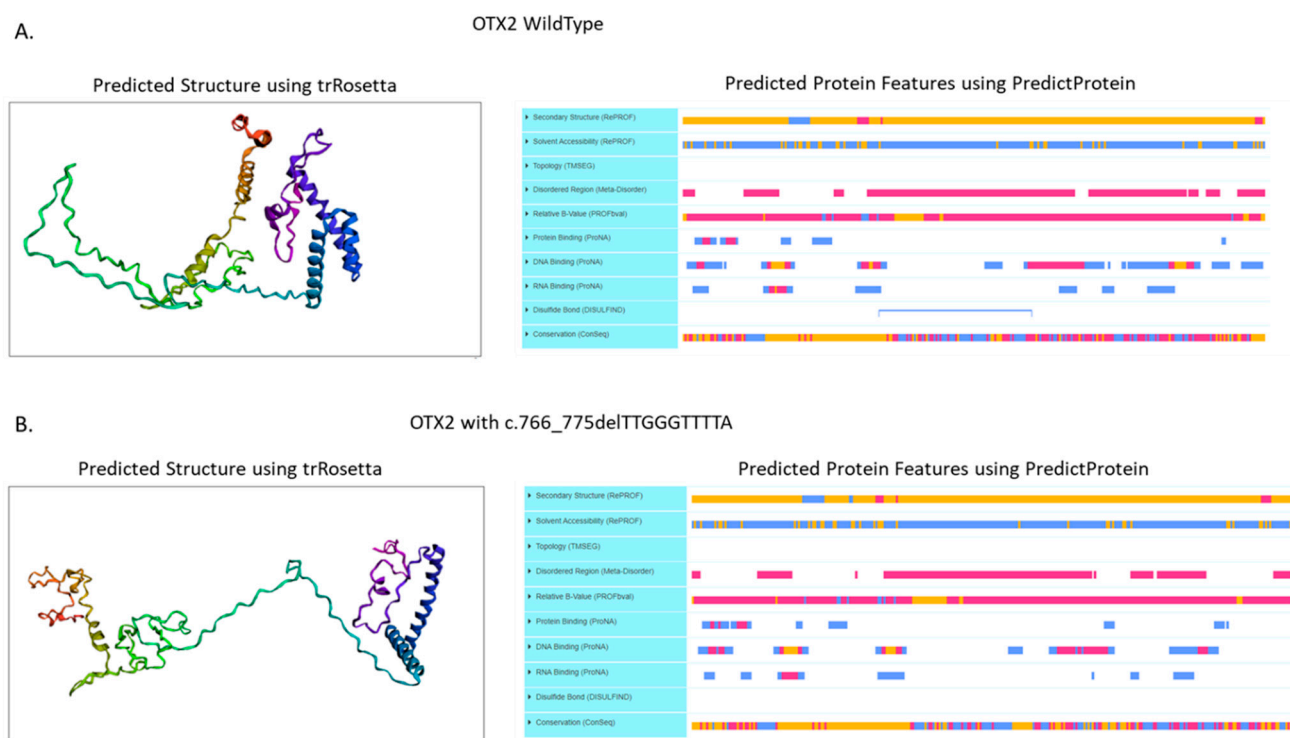 A.
OTX2 WildType
Predicted Structure using trRosetta
Predicted Protein Features using PredictProtein
Secondary Structure (RePROF)
Solvent Accessibility (RePROF)
Topology (TMSEG)
Disordered Region (Meta-Disorder)
Relative B-Value (PROFbval)
Protein Binding (ProNA)
DNA Binding (ProNA)
RNA Binding (ProNA)
Disulfide Bond (DISULFIND)
Conservation (ConSeq)
B.
OTX2 with c.766_775delTTGGGTTTTA
Predicted Structure using trRosetta
Predicted Protein Features using PredictProtein
Secondary Structure (RePROF)
Solvent Accessibility (RePROF)
Topology (TMSEG)
Disordered Region (Meta-Disorder)
Relative B-Value (PROFbval)
Protein Binding (ProNA)
DNA Binding (ProNA)
RNA Binding (ProNA)
Disulfide Bond (DISULFIND)
Conservation (ConSeq)